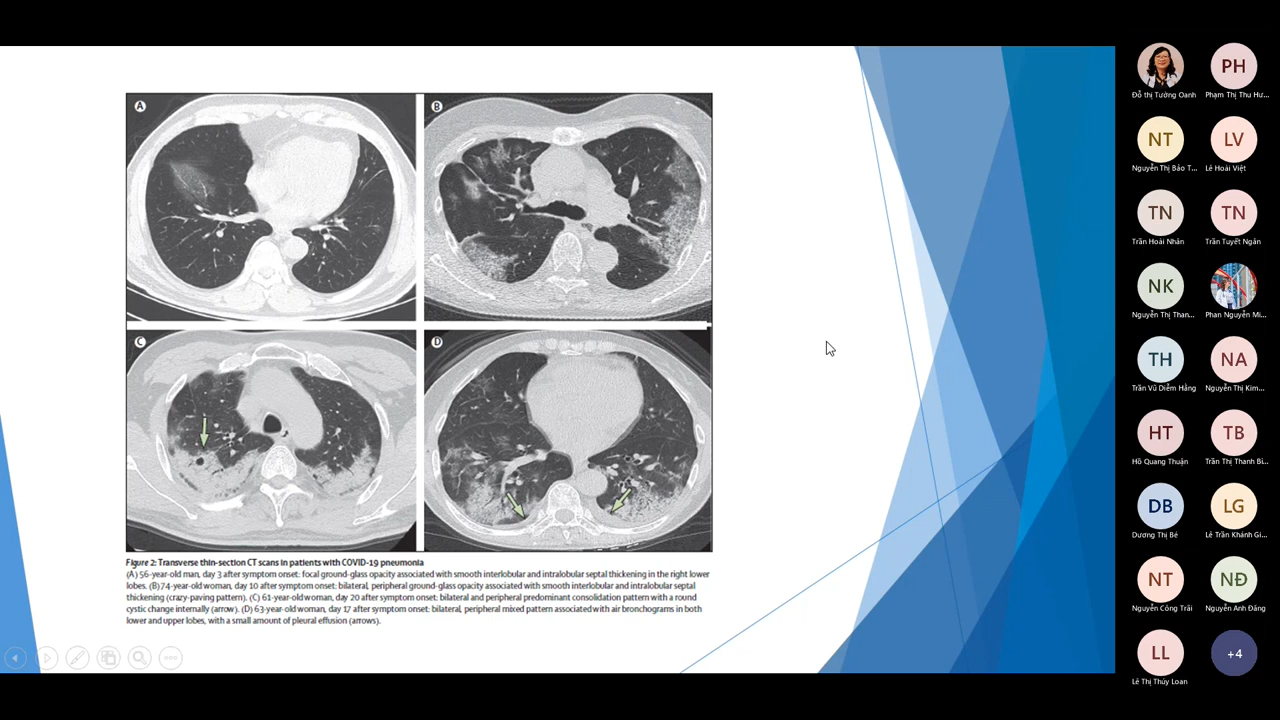 A
B
C
D
Figure 2: Transverse thin-section CT scans in patients with COVID-19 pneumonia
(A) 56-year-old man, day 3 after symptom onset: focal ground-glass opacity associated with smooth interlobular and intralobular septal thickening in the right lower
lobes. (B) 74-year-old woman, day 10 after symptom onset: bilateral, peripheral ground-glass opacity associated with smooth interlobular and intralobular septal
thickening (crazy-paving pattern). (C) 61-year-old woman, day 20 after symptom onset: bilateral and peripheral predominant consolidation pattern with a round
cystic change internally (arrow). (D) 63-year-old woman, day 17 after symptom onset: bilateral, peripheral mixed pattern associated with air bronchograms in both
lower and upper lobes, with a small amount of pleural effusion (arrows).
Đỗ thị Tường Oanh
PH
Phạm Thị Thu Hư...
NT
Nguyễn Thị Bảo T...
LV
Lê Hoài Việt
TN
Trần Hoài Nhân
TN
Trần Tuyết Ngân
NK
Nguyễn Thị Than...
Phan Nguyễn Mi...
TH
Trần Vũ Diễm Hằng
NA
Nguyễn Thị Kim...
HT
Hồ Quang Thuận
TB
Trần Thị Thanh Bì...
DB
Dương Thị Bé
LG
Lê Trần Khánh Gi...
NT
Nguyễn Công Trãi
NĐ
Nguyễn Anh Đăng
LL
Lê Thị Thúy Loan
+4